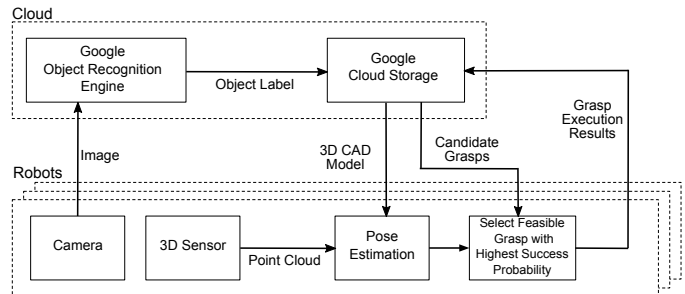 Cloud
Google
Object Recognition
Engine
Object Label
Google
Cloud Storage
Image
3D CAD
Model
Candidate
Grasps
Grasp
Execution
Results
Robots
Camera
3D Sensor
Point Cloud
Pose
Estimation
Select Feasible
Grasp with
Highest Success
Probability